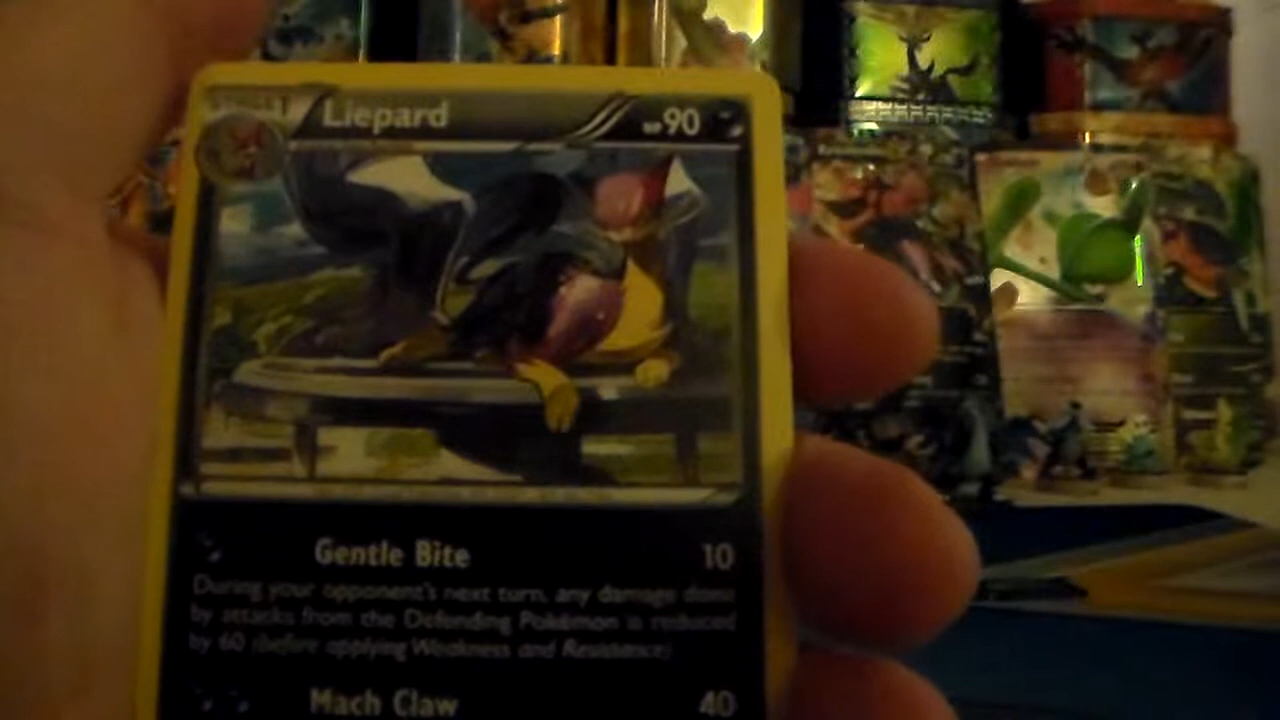 Liepard HP 90
Gentle Bite 10
During your opponent's next turn, any damage done
by attacks from the Defending Pokémon is reduced
by 60 (before applying Weakness and Resistance)
Mach Claw 40